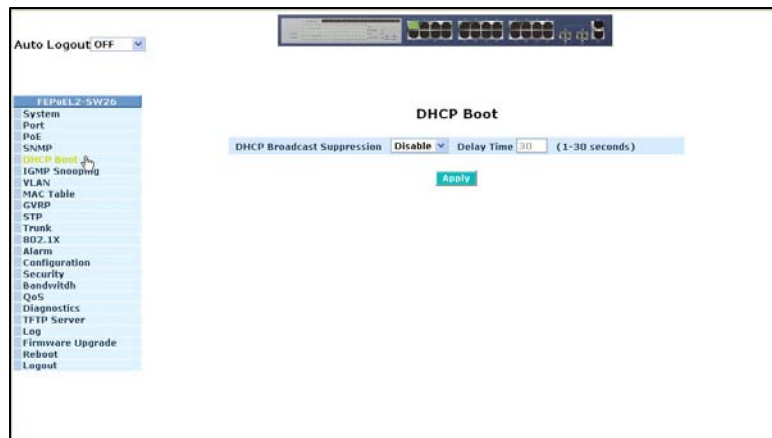 Auto Logout OFF
FEPoEL2-SW26
System
Port
PoE
SNMP
DHCP Boot
IGMP Snooping
VLAN
MAC Table
GVRP
STP
Trunk
802.1X
Alarm
Configuration
Security
Bandwitdh
QoS
Diagnostics
TFTP Server
Log
Firmware Upgrade
Reboot
Logout
DHCP Boot
DHCP Broadcast Suppression Disable Delay Time 30 (1-30 seconds)
Apply